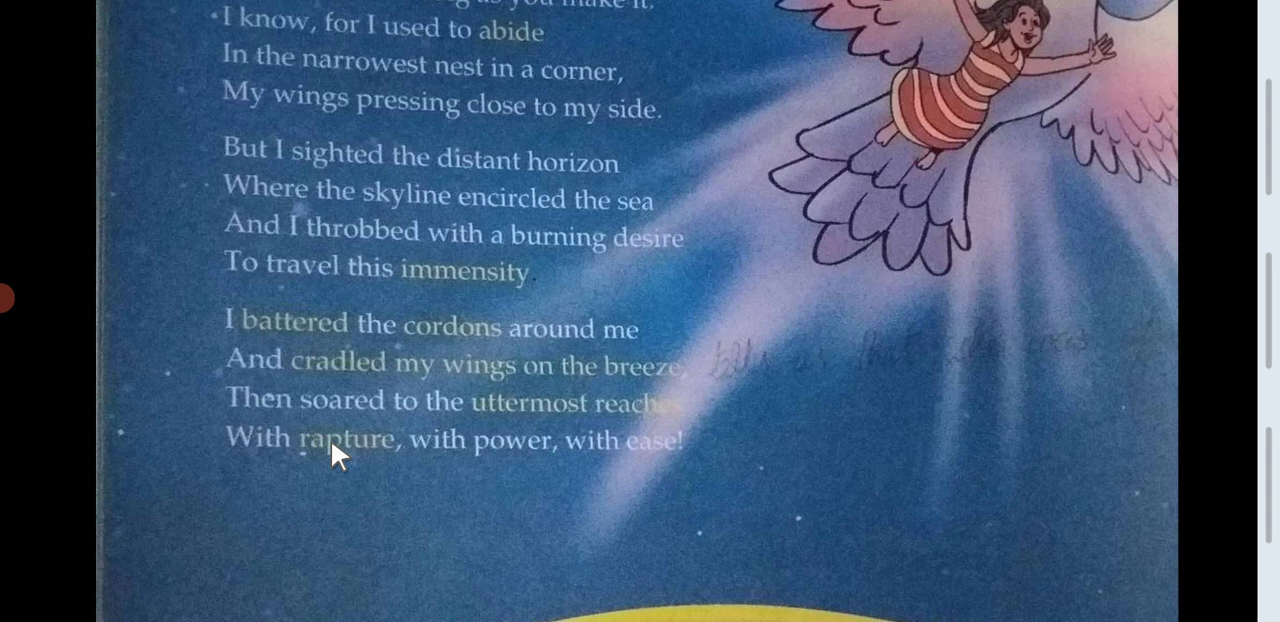 you make it.
I know, for I used to abide
In the narrowest nest in a corner,
My wings pressing close to my side.
But I sighted the distant horizon
Where the skyline encircled the sea
And I throbbed with a burning desire
To travel this immensity.
I battered the cordons around me
And cradled my wings on the breeze,
Then soared to the uttermost reaches
With rapture, with power, with ease!